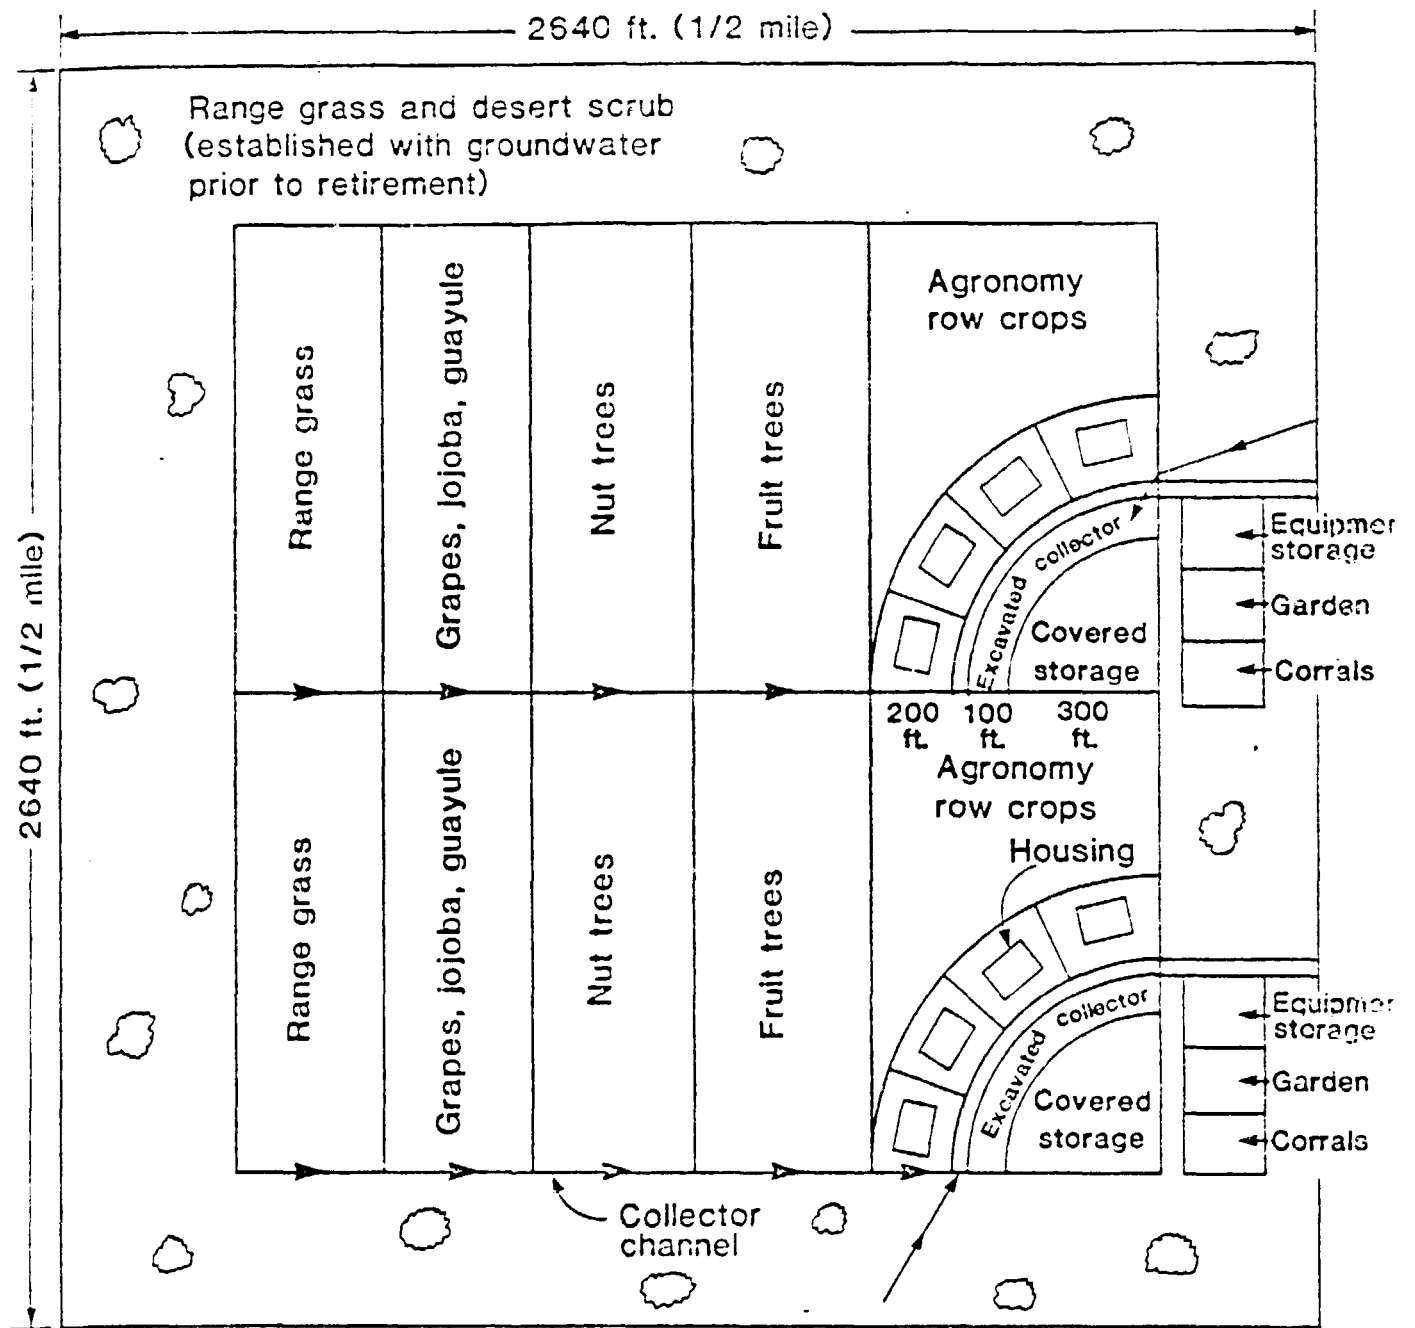 2640 ft. (1/2 mile)
2640 ft. (1/2 mile)
Range grass and desert scrub
(established with groundwater
prior to retirement)
Range grass
Grapes, jojoba, guayule
Nut trees
Fruit trees
Agronomy
row crops
Excavated collector
Covered
storage
Equipmer
storage
Garden
Corrals
200
ft.
100
ft.
300
ft.
Range grass
Grapes, jojoba, guayule
Nut trees
Fruit trees
Agronomy
row crops
Housing
Excavated collector
Covered
storage
Equipmer
storage
Garden
Corrals
Collector
channel